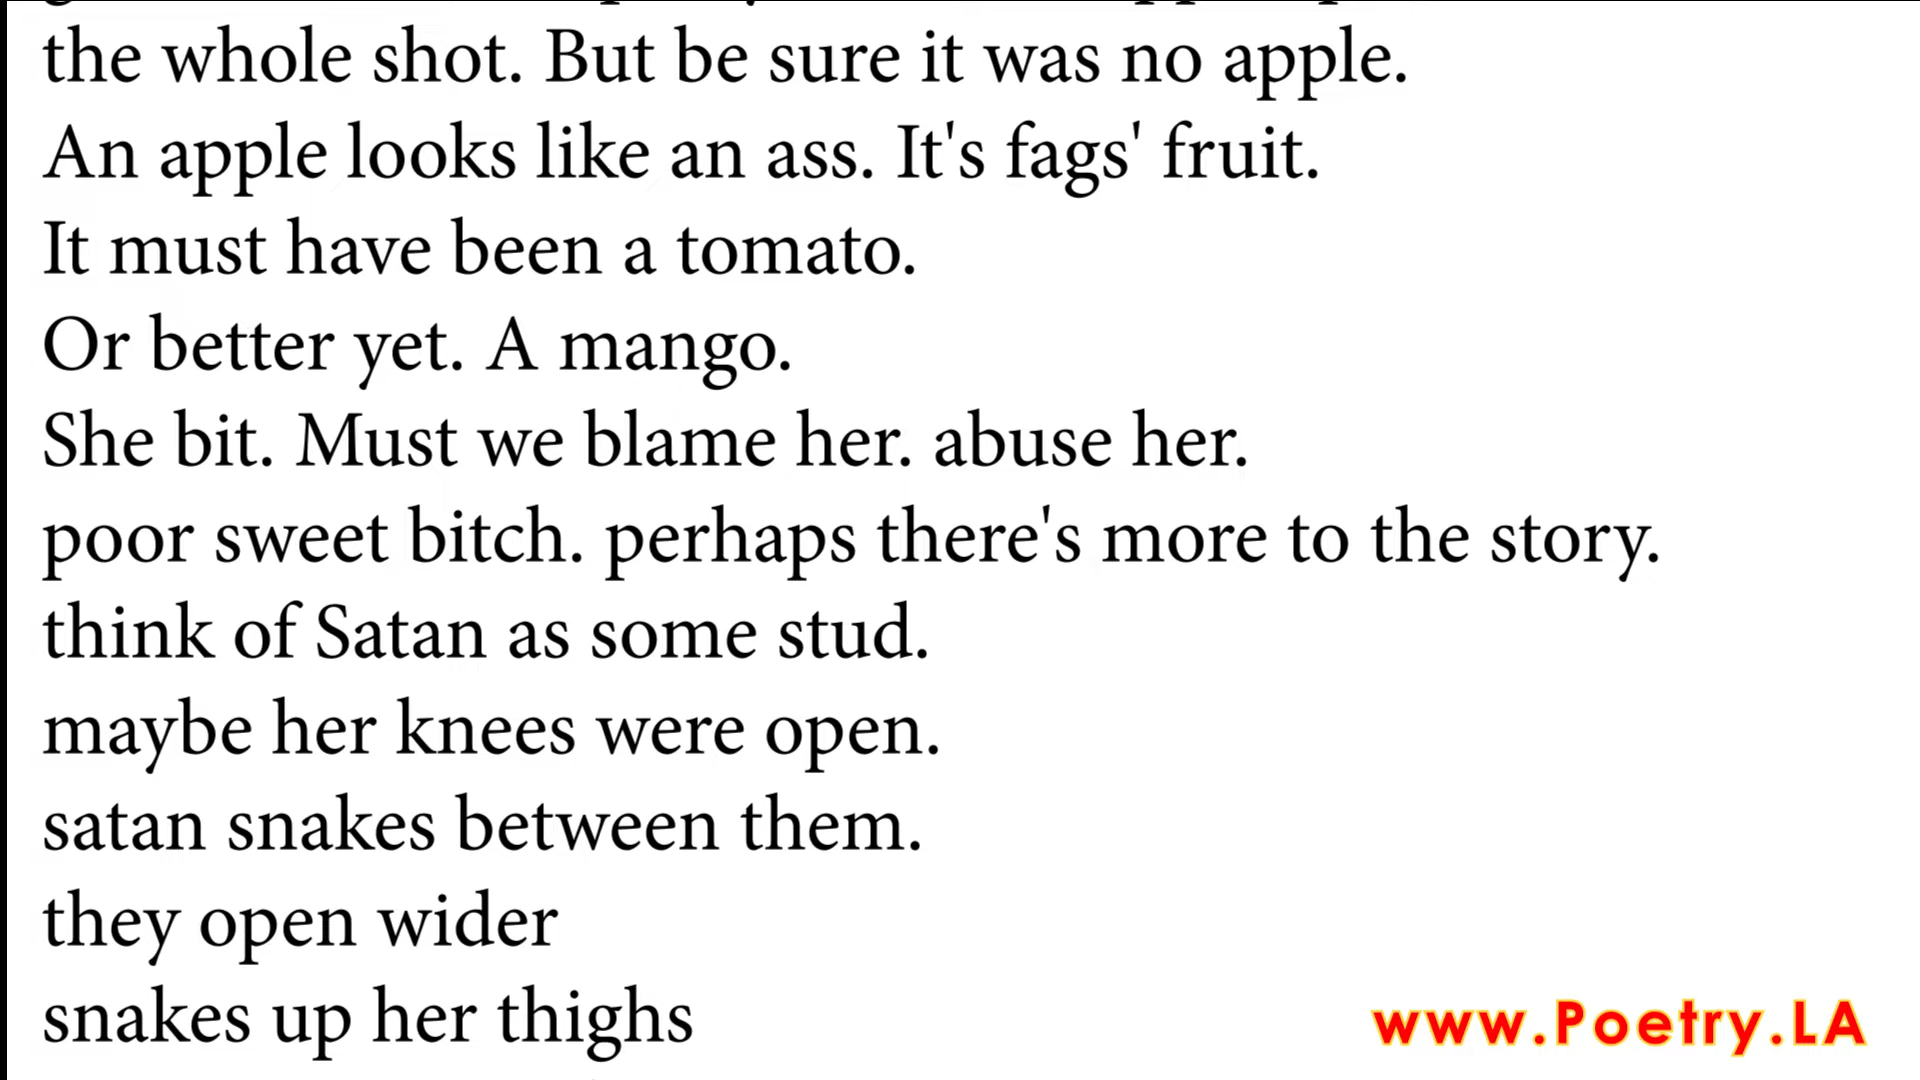 the whole shot. But be sure it was no apple.
An apple looks like an ass. It's fags' fruit.
It must have been a tomato.
Or better yet. A mango.
She bit. Must we blame her. abuse her.
poor sweet bitch. perhaps there's more to the story.
think of Satan as some stud.
maybe her knees were open.
satan snakes between them.
they open wider
snakes up her thighs
www.Poetry.LA